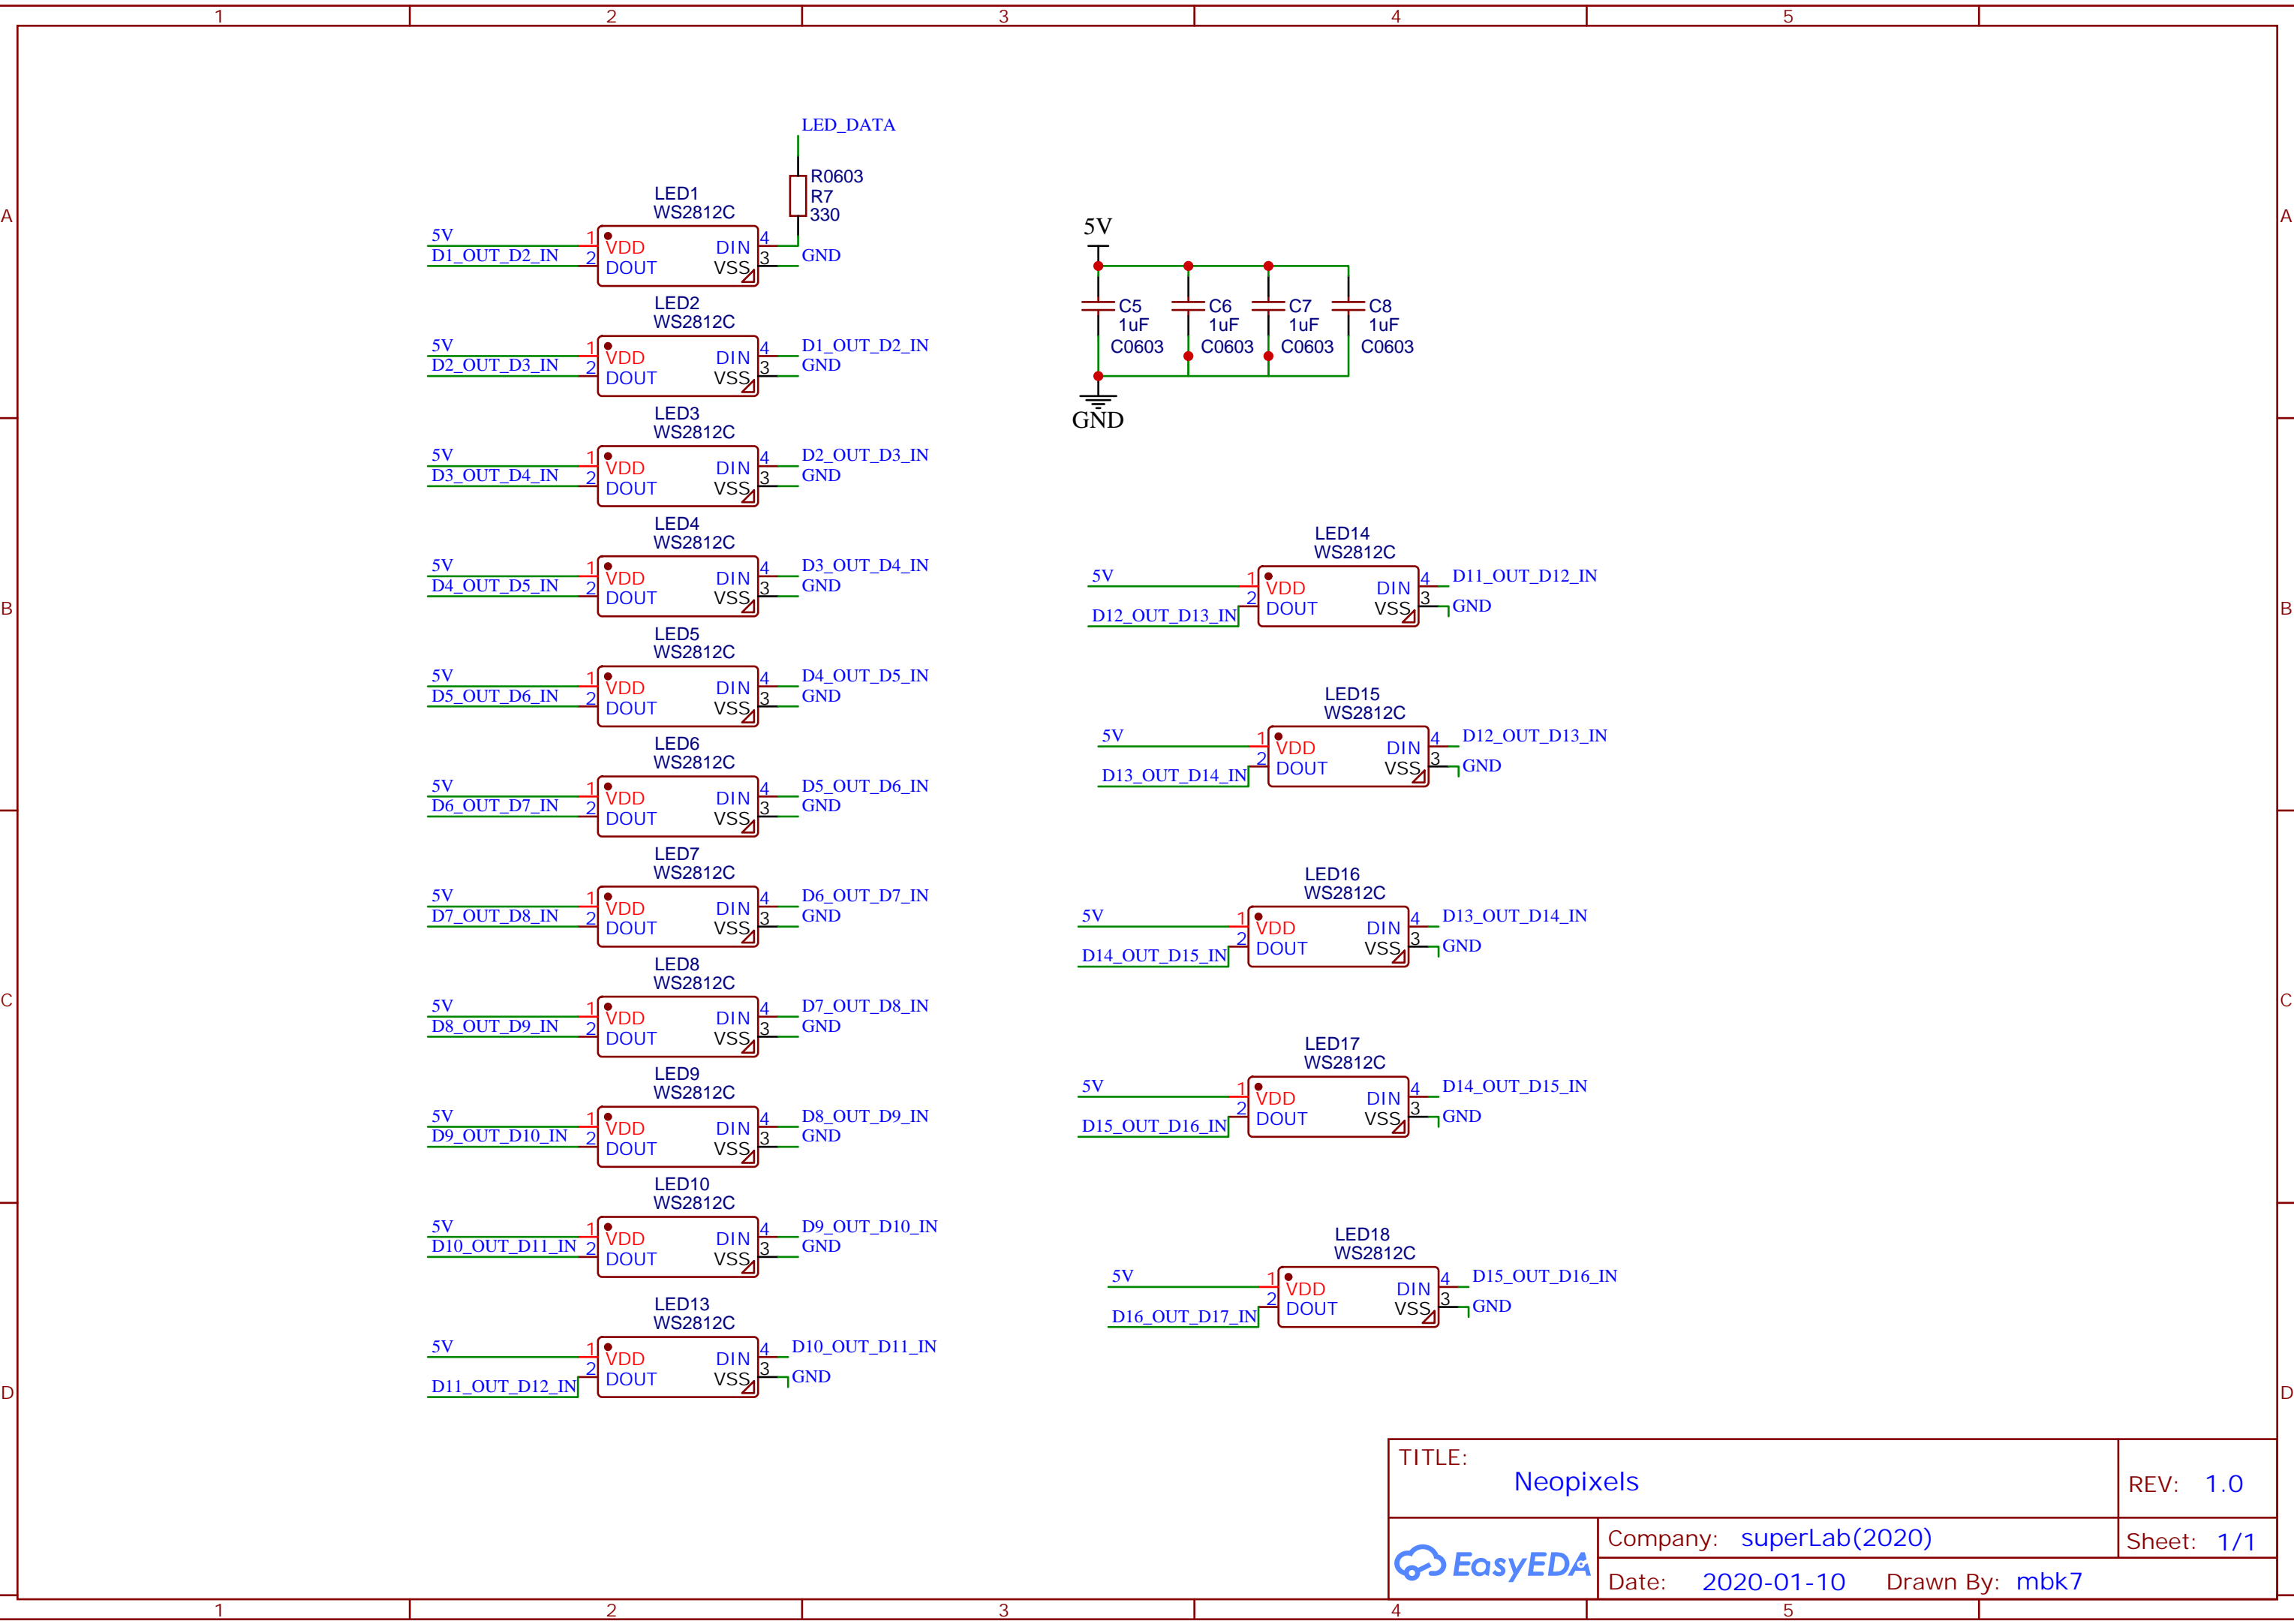 1 2 3 4 5
A A
B B
C C
D D
LED_DATA
R0603
R7
330
LED1
WS2812C
5V 1 VDD DIN 4
D1_OUT_D2_IN 2 DOUT VSS 3 GND
LED2
WS2812C
5V 1 VDD DIN 4 D1_OUT_D2_IN
D2_OUT_D3_IN 2 DOUT VSS 3 GND
LED3
WS2812C
5V 1 VDD DIN 4 D2_OUT_D3_IN
D3_OUT_D4_IN 2 DOUT VSS 3 GND
LED4
WS2812C
5V 1 VDD DIN 4 D3_OUT_D4_IN
D4_OUT_D5_IN 2 DOUT VSS 3 GND
LED5
WS2812C
5V 1 VDD DIN 4 D4_OUT_D5_IN
D5_OUT_D6_IN 2 DOUT VSS 3 GND
LED6
WS2812C
5V 1 VDD DIN 4 D5_OUT_D6_IN
D6_OUT_D7_IN 2 DOUT VSS 3 GND
LED7
WS2812C
5V 1 VDD DIN 4 D6_OUT_D7_IN
D7_OUT_D8_IN 2 DOUT VSS 3 GND
LED8
WS2812C
5V 1 VDD DIN 4 D7_OUT_D8_IN
D8_OUT_D9_IN 2 DOUT VSS 3 GND
LED9
WS2812C
5V 1 VDD DIN 4 D8_OUT_D9_IN
D9_OUT_D10_IN 2 DOUT VSS 3 GND
LED10
WS2812C
5V 1 VDD DIN 4 D9_OUT_D10_IN
D10_OUT_D11_IN 2 DOUT VSS 3 GND
LED13
WS2812C
5V 1 VDD DIN 4 D10_OUT_D11_IN
D11_OUT_D12_IN 2 DOUT VSS 3 GND
5V
C5 C6 C7 C8
1uF 1uF 1uF 1uF
C0603 C0603 C0603 C0603
GND
LED14
WS2812C
5V 1 VDD DIN 4 D11_OUT_D12_IN
D12_OUT_D13_IN 2 DOUT VSS 3 GND
LED15
WS2812C
5V 1 VDD DIN 4 D12_OUT_D13_IN
D13_OUT_D14_IN 2 DOUT VSS 3 GND
LED16
WS2812C
5V 1 VDD DIN 4 D13_OUT_D14_IN
D14_OUT_D15_IN 2 DOUT VSS 3 GND
LED17
WS2812C
5V 1 VDD DIN 4 D14_OUT_D15_IN
D15_OUT_D16_IN 2 DOUT VSS 3 GND
LED18
WS2812C
5V 1 VDD DIN 4 D15_OUT_D16_IN
D16_OUT_D17_IN 2 DOUT VSS 3 GND
TITLE:
Neopixels
REV: 1.0
EasyEDA
Company: superLab(2020)
Sheet: 1/1
Date: 2020-01-10 Drawn By: mbk7
1 2 3 4 5